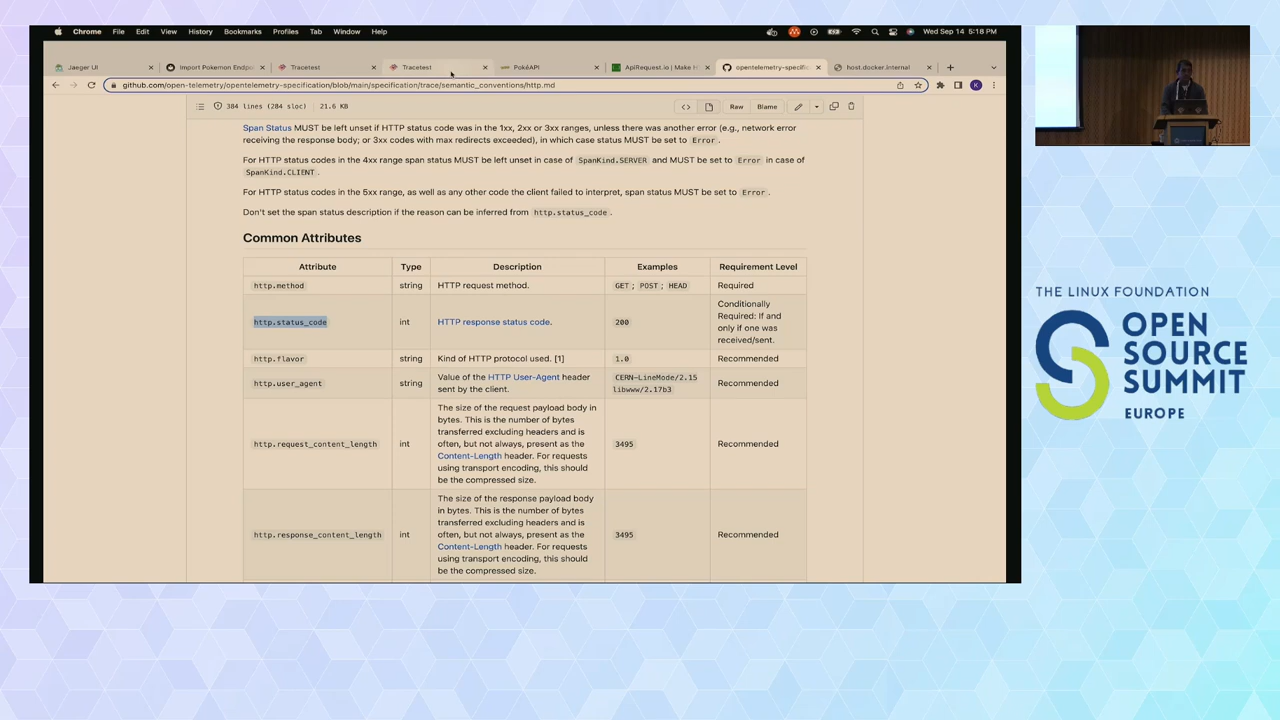 Chrome File Edit View History Bookmarks Profiles Tab Window Help
Wed Sep 14 5:18 PM
Jaeger UI
Import Pokemon Endpo
Tracetest
Tracetest
PokéAPI
ApiRequest.io | Make H
opentelemetry-specific
host.docker.internal
github.com/open-telemetry/opentelemetry-specification/blob/main/specification/trace/semantic_conventions/http.md
K
384 lines (284 sloc) 21.6 KB
Raw Blame
Span Status MUST be left unset if HTTP status code was in the 1xx, 2xx or 3xx ranges, unless there was another error (e.g., network error
receiving the response body; or 3xx codes with max redirects exceeded), in which case status MUST be set to Error.
For HTTP status codes in the 4xx range span status MUST be left unset in case of SpanKind.SERVER and MUST be set to Error in case of
SpanKind.CLIENT.
For HTTP status codes in the 5xx range, as well as any other code the client failed to interpret, span status MUST be set to Error.
Don't set the span status description if the reason can be inferred from http.status_code.
Common Attributes
Attribute Type Description Examples Requirement Level
http.method string HTTP request method. GET; POST; HEAD Required
http.status_code int HTTP response status code. 200
Conditionally
Required: If and
only if one was
received/sent.
http.flavor string Kind of HTTP protocol used. [1] 1.0 Recommended
http.user_agent string
Value of the HTTP User-Agent header
sent by the client.
CERN-LineMode/2.15
libwww/2.17b3
Recommended
http.request_content_length int
The size of the request payload body in
bytes. This is the number of bytes
transferred excluding headers and is
often, but not always, present as the
Content-Length header. For requests
using transport encoding, this should
be the compressed size.
3495 Recommended
http.response_content_length int
The size of the response payload body
in bytes. This is the number of bytes
transferred excluding headers and is
often, but not always, present as the
Content-Length header. For requests
using transport encoding, this should
be the compressed size.
3495 Recommended
THE LINUX FOUNDATION
OPEN
SOURCE
SUMMIT
EUROPE